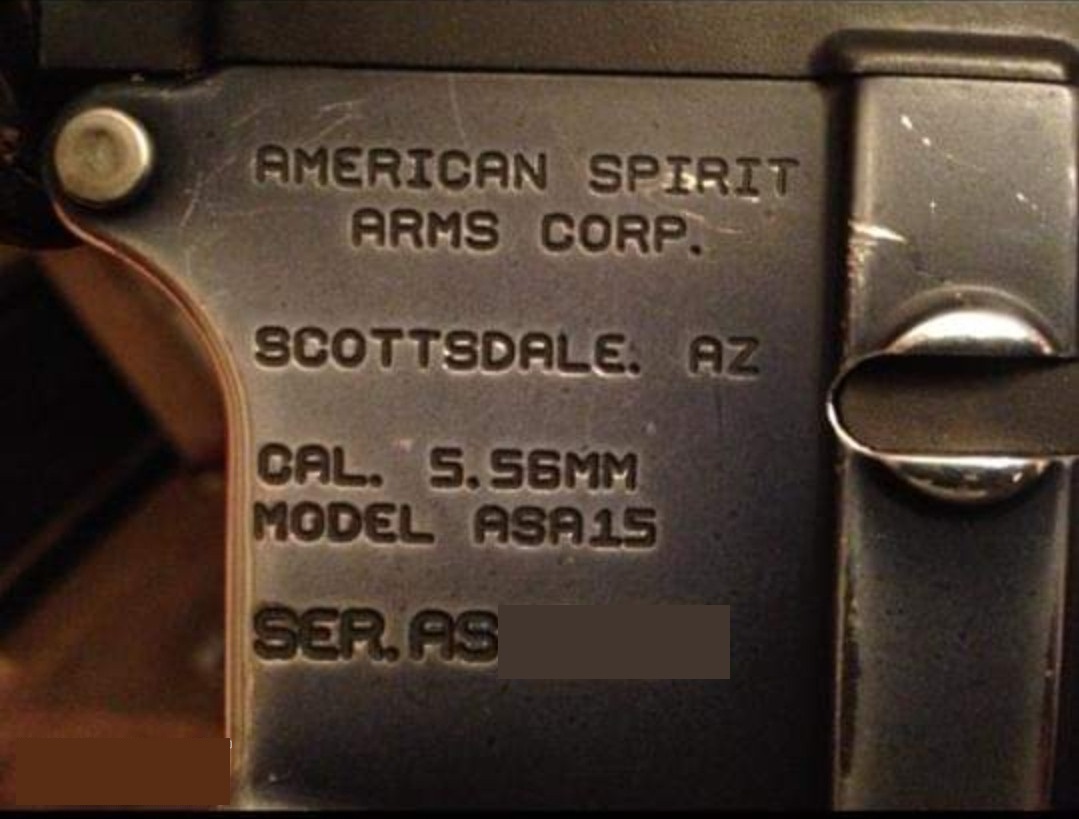 AMERICAN SPIRIT
ARMS CORP.
SCOTTSDALE. AZ
CAL. 5.56MM
MODEL ASA15
SER. AS